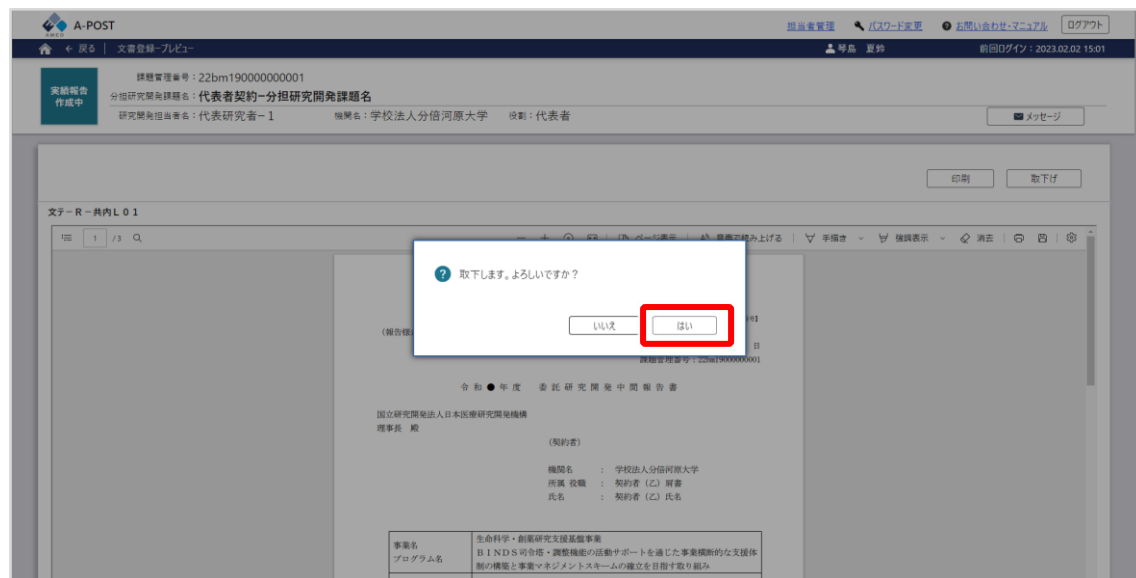 AMED A-POST 担当者管理 パスワード変更 お問い合わせ・マニュアル ログアウト
← 戻る | 文書登録-プレビュー 琴島 夏鈴 前回ログイン：2023.02.02 15:01
実績報告
作成中
課題管理番号：22bm190000000001
分担研究開発課題名：代表者契約−分担研究開発課題名
研究開発担当者名：代表研究者−1 機関名：学校法人分倍河原大学 役割：代表者
メッセージ
印刷 取下げ
文テ−R−共内L01
1 /3 ページ表示 音声で読み上げる 手描き 強調表示 消去
取下します。よろしいですか？
いいえ はい
（報告様
日
課題管理番号：22bm1900000001
令和●年度 委託研究開発中間報告書
国立研究開発法人日本医療研究開発機構
理事長 殿
（契約者）
機関名 ： 学校法人分倍河原大学
所属 役職 ： 契約者（乙）肩書
氏名 ： 契約者（乙）氏名
事業名
プログラム名
生命科学・創薬研究支援基盤事業
BINDS司令塔・調整機能の活動サポートを通じた事業横断的な支援体
制の構築と事業マネジメントスキームの確立を目指す取り組み